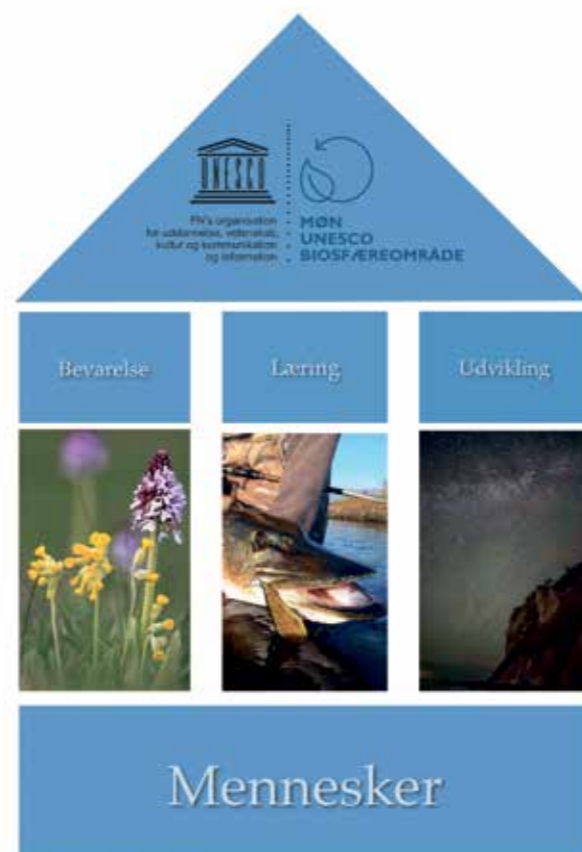 UNESCO
FN's organisation
for uddannelse, videnskab,
kultur og kommunikation
og information
MØN
UNESCO
BIOSFÆREOMRÅDE
Bevarelse
Læring
Udvikling
Mennesker